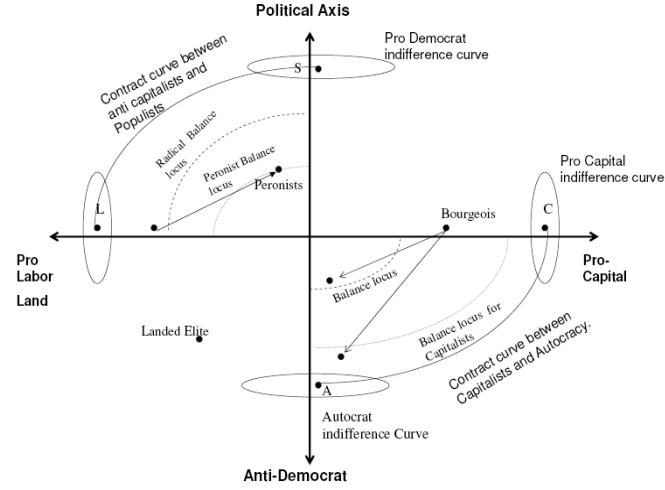 Political Axis
Pro Democrat
indifference curve
S
Contract curve between
anti capitalists and
Populists
Radical Balance
locus
Peronist Balance
locus
Peronists
Pro Capital
indifference curve
L
Bourgeois
C
Pro
Labor
Land
Pro-
Capital
Balance locus
Landed Elite
Balance locus for
Capitalists
Contract curve between
Capitalists and Autocracy.
A
Autocrat
indifference Curve
Anti-Democrat